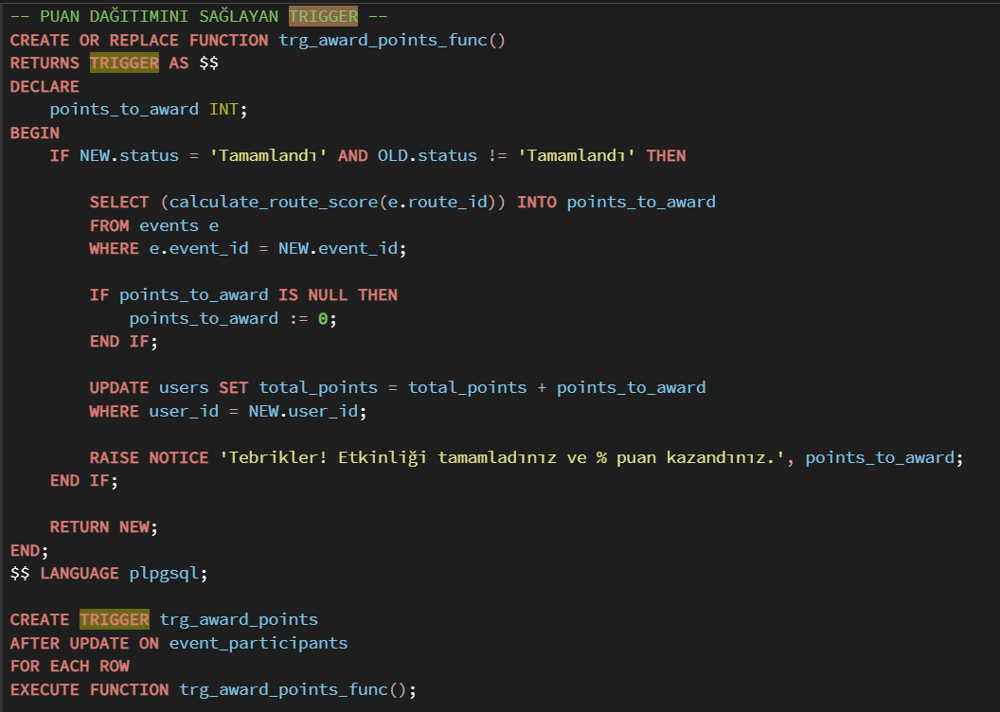 -- PUAN DAĞITIMINI SAĞLAYAN TRIGGER --
CREATE OR REPLACE FUNCTION trg_award_points_func()
RETURNS TRIGGER AS $$
DECLARE
    points_to_award INT;
BEGIN
    IF NEW.status = 'Tamamlandı' AND OLD.status != 'Tamamlandı' THEN

        SELECT (calculate_route_score(e.route_id)) INTO points_to_award
        FROM events e
        WHERE e.event_id = NEW.event_id;

        IF points_to_award IS NULL THEN
            points_to_award := 0;
        END IF;

        UPDATE users SET total_points = total_points + points_to_award
        WHERE user_id = NEW.user_id;

        RAISE NOTICE 'Tebrikler! Etkinliği tamamladınız ve % puan kazandınız.', points_to_award;
    END IF;

    RETURN NEW;
END;
$$ LANGUAGE plpgsql;

CREATE TRIGGER trg_award_points
AFTER UPDATE ON event_participants
FOR EACH ROW
EXECUTE FUNCTION trg_award_points_func();